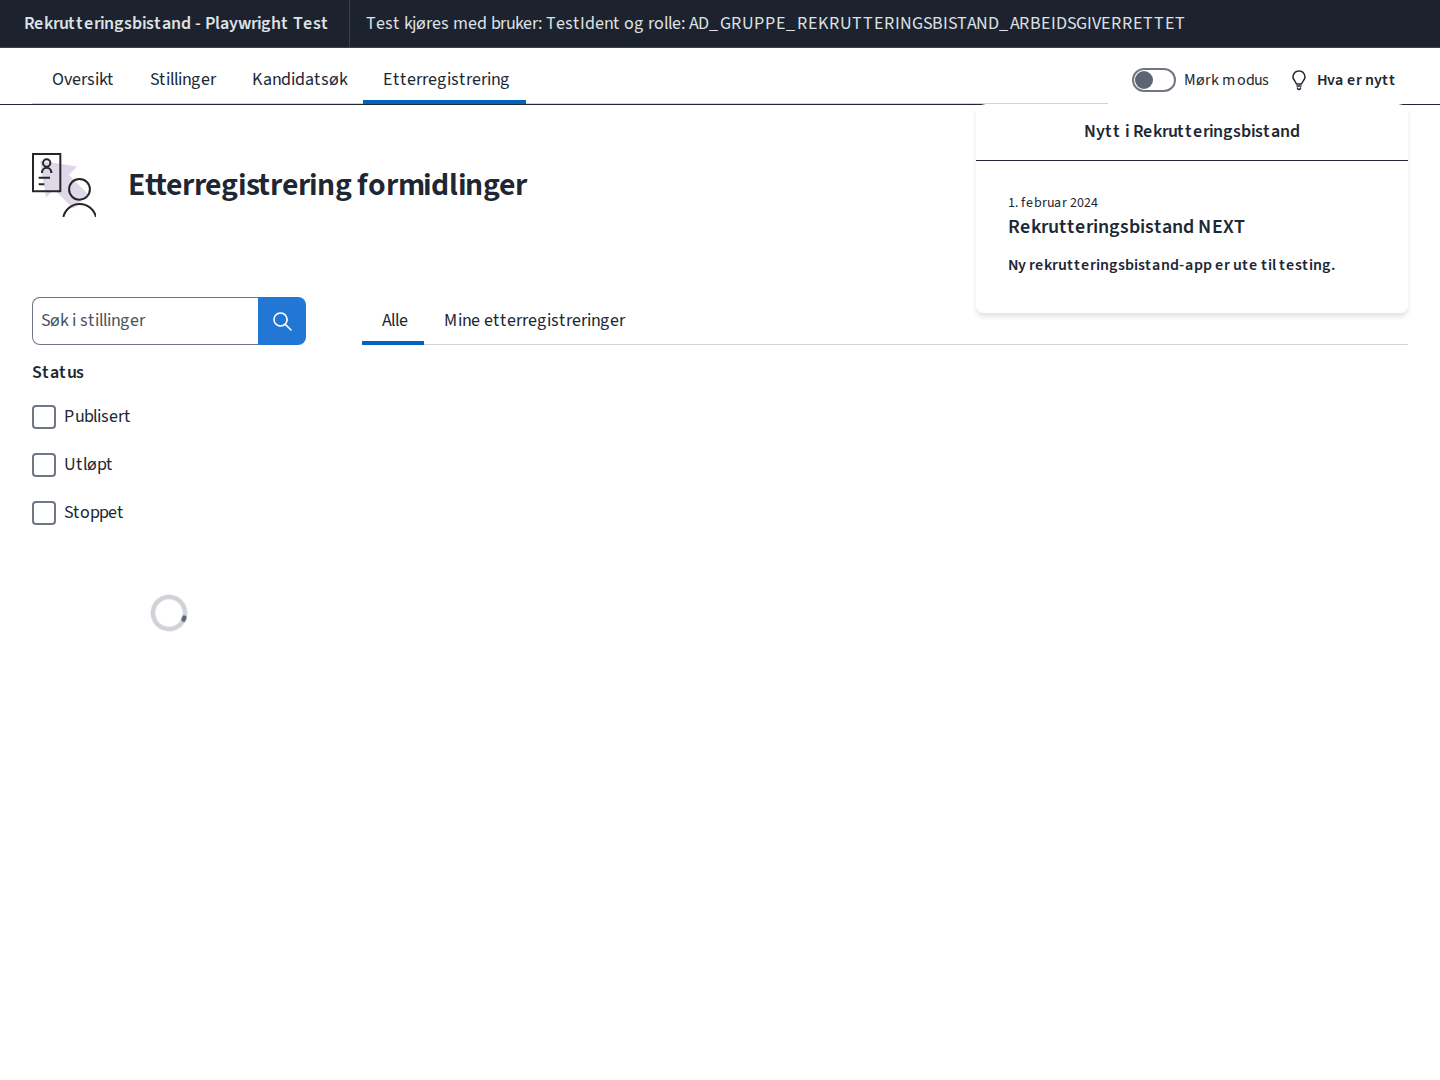 Rekrutteringsbistand - Playwright Test
Test kjøres med bruker: TestIdent og rolle: AD_GRUPPE_REKRUTTERINGSBISTAND_ARBEIDSGIVERRETTET
Oversikt
Stillinger
Kandidatsøk
Etterregistrering
Mørk modus
Hva er nytt
Nytt i Rekrutteringsbistand
1. februar 2024
Rekrutteringsbistand NEXT
Ny rekrutteringsbistand-app er ute til testing.
Etterregistrering formidlinger
Søk i stillinger
Alle
Mine etterregistreringer
Status
Publisert
Utløpt
Stoppet